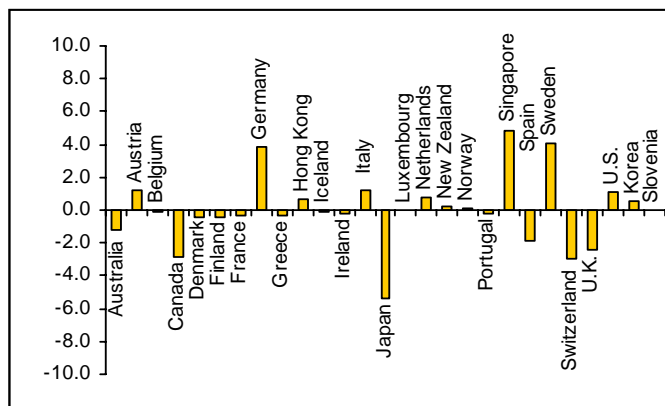 10.0
8.0
6.0
4.0
2.0
0.0
-2.0
-4.0
-6.0
-8.0
-10.0
Australia
Austria
Belgium
Canada
Denmark
Finland
France
Germany
Greece
Hong Kong
Iceland
Ireland
Italy
Japan
Luxembourg
Netherlands
New Zealand
Norway
Portugal
Singapore
Spain
Sweden
Switzerland
U.K.
U.S.
Korea
Slovenia